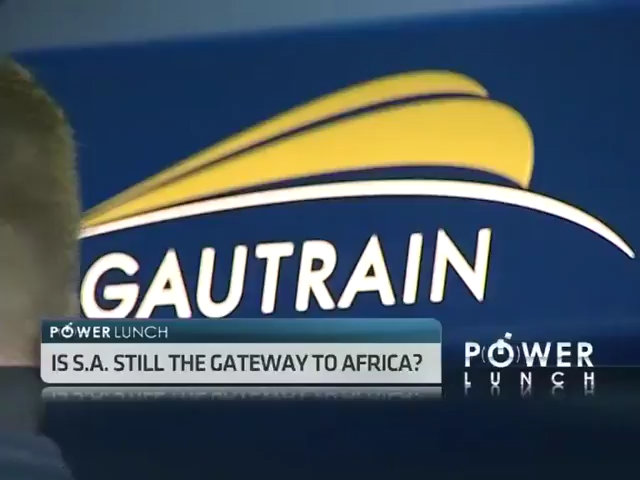 GAUTRAIN
POWER LUNCH
IS S.A. STILL THE GATEWAY TO AFRICA?
POWER
LUNCH